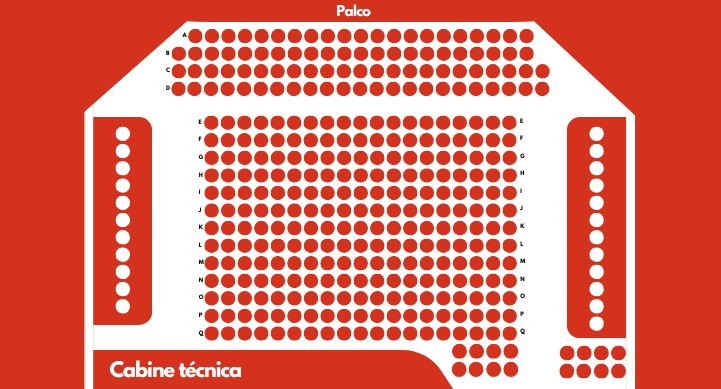 Palco
A
B
C
D
E E
F F
G G
H H
I I
J J
K K
L L
M M
N N
O O
P P
Q Q
Cabine técnica